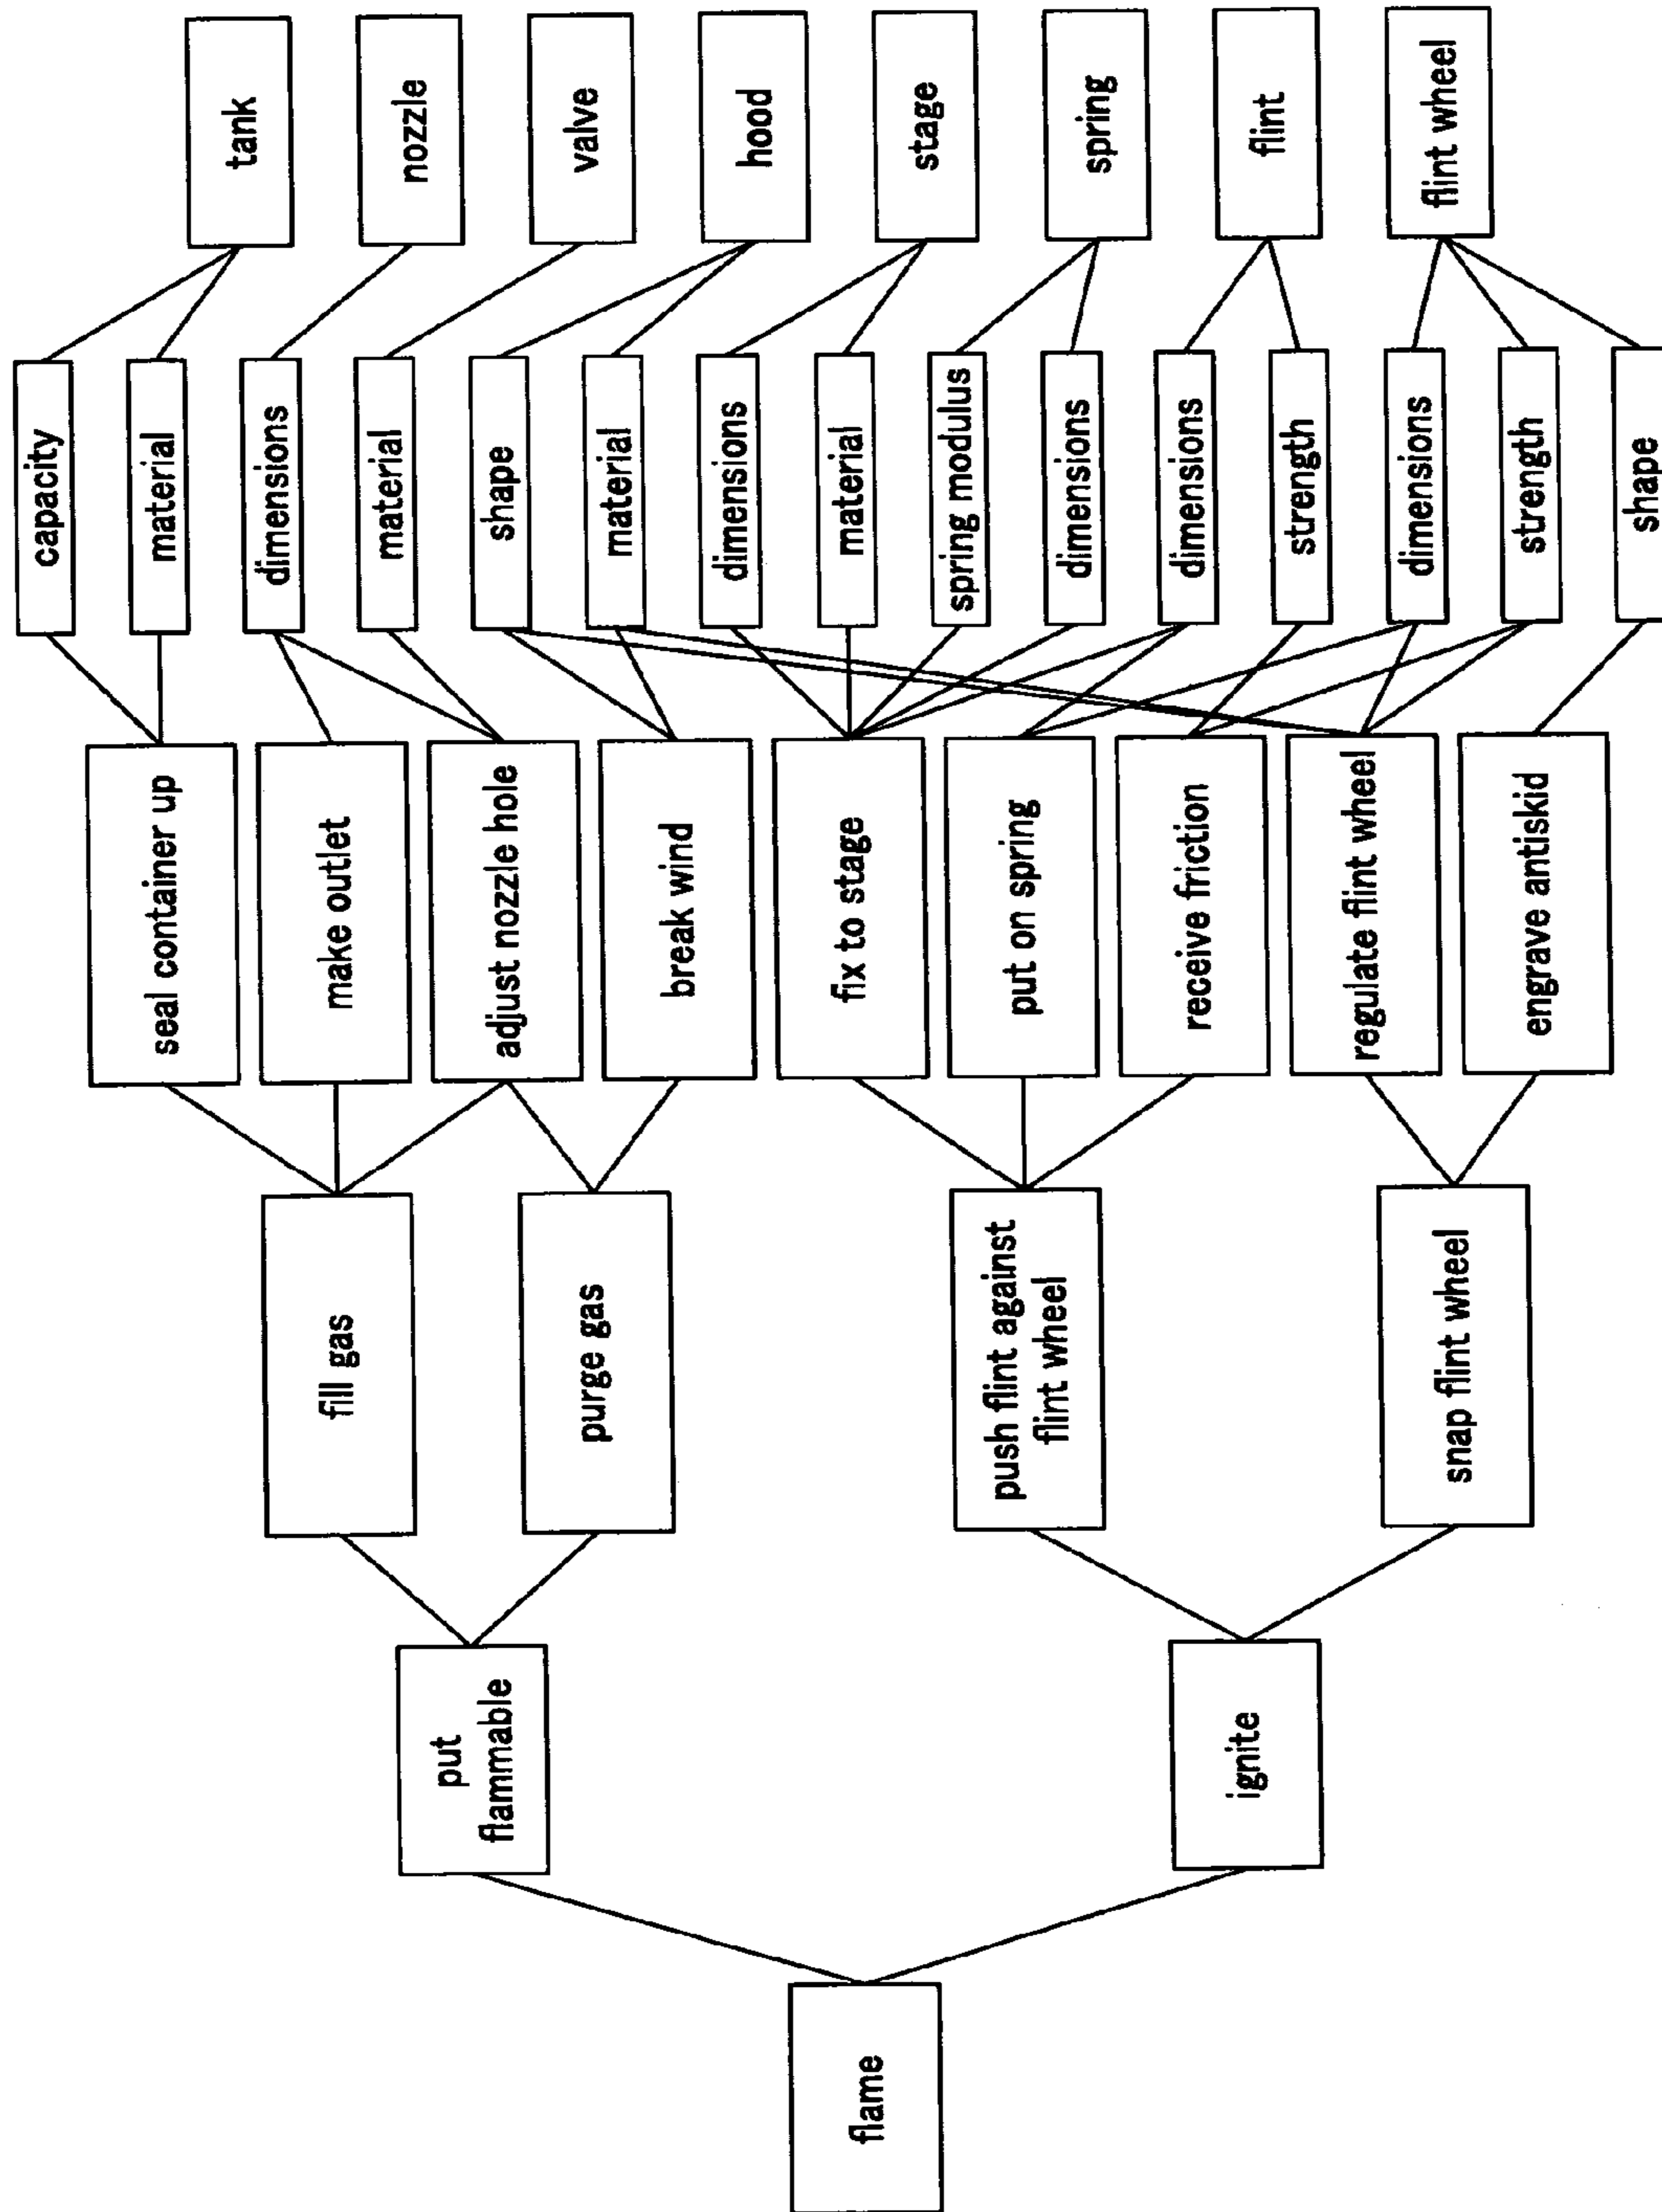 flame
put
flammable
ignite
fill gas
purge gas
push flint against
flint wheel
snap flint wheel
seal container up
make outlet
adjust nozzle hole
break wind
fix to stage
put on spring
receive friction
regulate flint wheel
engrave antiskid
capacity
material
dimensions
material
shape
material
dimensions
material
spring modulus
dimensions
dimensions
strength
dimensions
strength
shape
tank
nozzle
valve
hood
stage
spring
flint
flint wheel